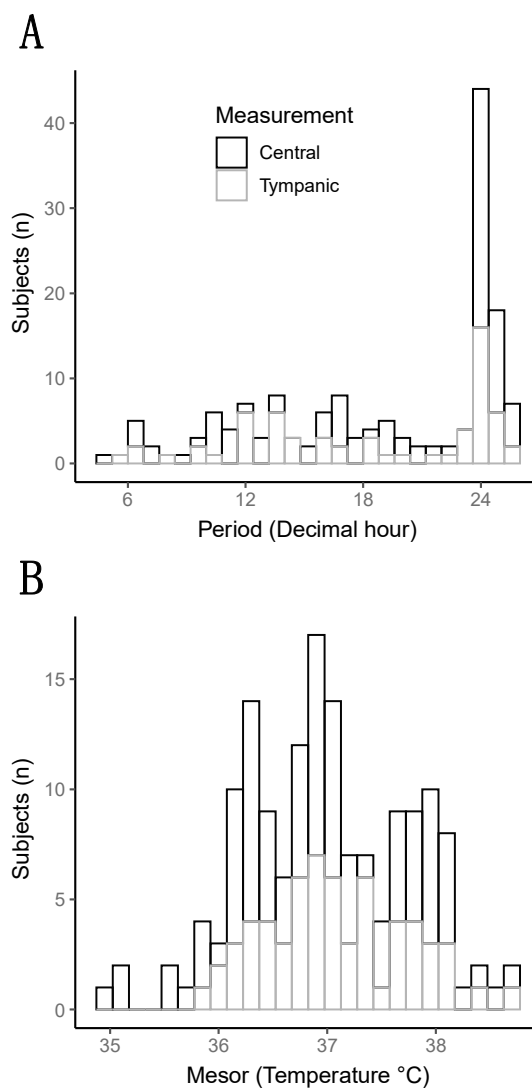 A
Measurement
Central
Tympanic
Subjects (n)
40
30
20
10
0
6 12 18 24
Period (Decimal hour)
B
Subjects (n)
15
10
5
0
35 36 37 38
Mesor (Temperature °C)